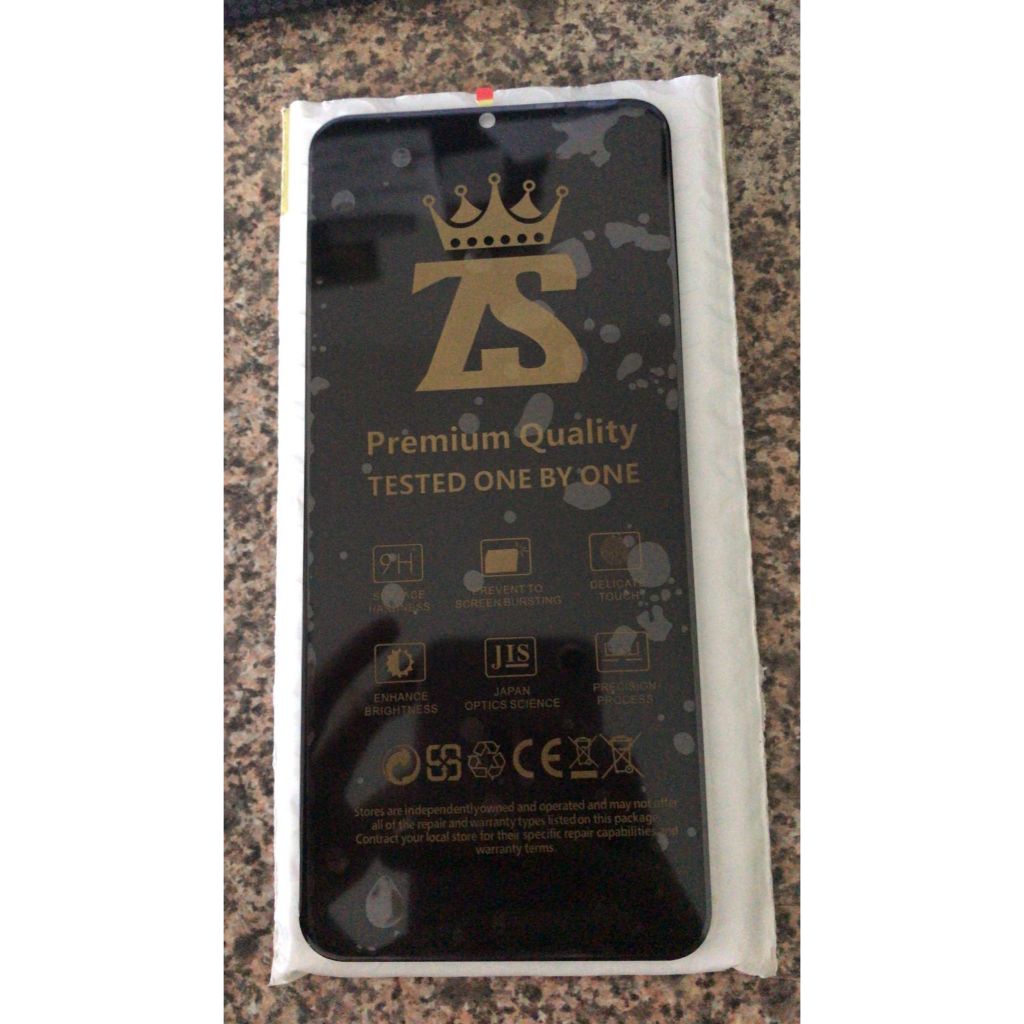 ZS
Premium Quality
TESTED ONE BY ONE
9H
SURFACE
HARDNESS
PREVENT TO
SCREEN BURSTING
DELICATE
TOUCH
ENHANCE
BRIGHTNESS
JIS
JAPAN
OPTICS SCIENCE
PRECISION
PROCESS
CE
Stores are independently owned and operated and may not offer
all of the repair and warranty types listed on this package.
Contract your local store for their specific repair capabilities and
warranty terms.